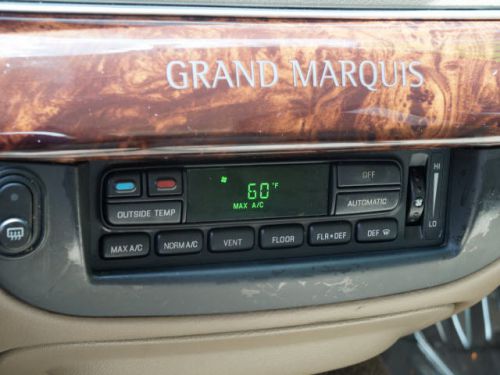 GRAND MARQUIS
HI
60°F
MAX A/C
OFF
OUTSIDE TEMP
AUTOMATIC
LO
MAX A/C NORM A/C VENT FLOOR FLR•DEF DEF